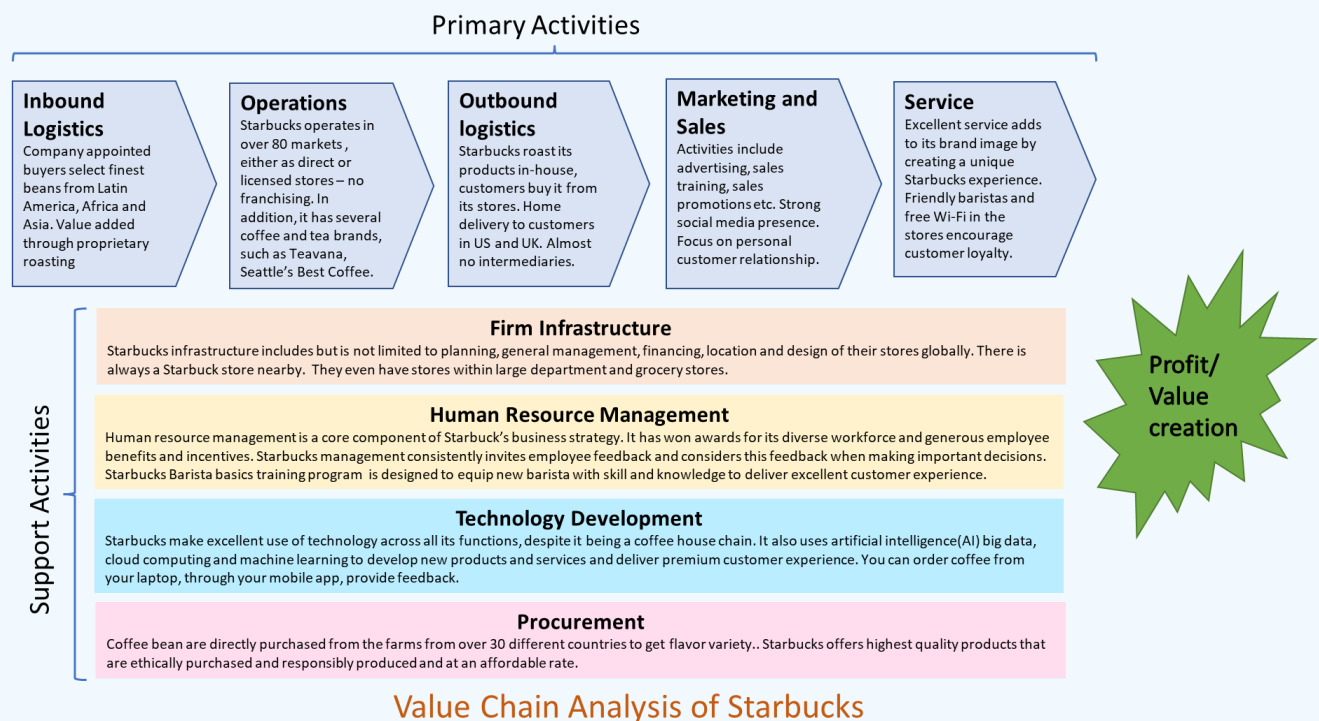 Primary Activities
Inbound
Logistics
Company appointed
buyers select finest
beans from Latin
America, Africa and
Asia. Value added
through proprietary
roasting
Operations
Starbucks operates in
over 80 markets ,
either as direct or
licensed stores – no
franchising. In
addition, it has several
coffee and tea brands,
such as Teavana,
Seattle's Best Coffee.
Outbound
logistics
Starbucks roast its
products in-house,
customers buy it from
its stores. Home
delivery to customers
in US and UK. Almost
no intermediaries.
Marketing and
Sales
Activities include
advertising, sales
training, sales
promotions etc. Strong
social media presence.
Focus on personal
customer relationship.
Service
Excellent service adds
to its brand image by
creating a unique
Starbucks experience.
Friendly baristas and
free Wi-Fi in the
stores encourage
customer loyalty.
Support Activities
Firm Infrastructure
Starbucks infrastructure includes but is not limited to planning, general management, financing, location and design of their stores globally. There is
always a Starbuck store nearby. They even have stores within large department and grocery stores.
Human Resource Management
Human resource management is a core component of Starbuck's business strategy. It has won awards for its diverse workforce and generous employee
benefits and incentives. Starbucks management consistently invites employee feedback and considers this feedback when making important decisions.
Starbucks Barista basics training program is designed to equip new barista with skill and knowledge to deliver excellent customer experience.
Technology Development
Starbucks make excellent use of technology across all its functions, despite it being a coffee house chain. It also uses artificial intelligence(AI) big data,
cloud computing and machine learning to develop new products and services and deliver premium customer experience. You can order coffee from
your laptop, through your mobile app, provide feedback.
Procurement
Coffee bean are directly purchased from the farms from over 30 different countries to get flavor variety.. Starbucks offers highest quality products that
are ethically purchased and responsibly produced and at an affordable rate.
Profit/
Value
creation
Value Chain Analysis of Starbucks